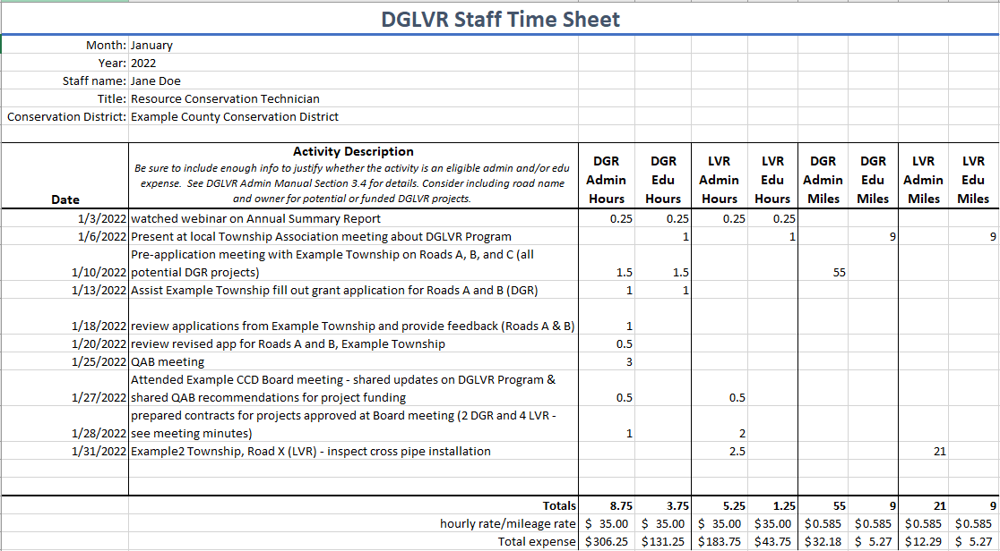 DGLVR Staff Time Sheet
Month: January
Year: 2022
Staff name: Jane Doe
Title: Resource Conservation Technician
Conservation District: Example County Conservation District
Activity Description
Be sure to include enough info to justify whether the activity is an eligible admin and/or edu
expense. See DGLVR Admin Manual Section 3.4 for details. Consider including road name
and owner for potential or funded DGLVR projects.
Date
DGR Admin Hours
DGR Edu Hours
LVR Admin Hours
LVR Edu Hours
DGR Admin Miles
DGR Edu Miles
LVR Admin Miles
LVR Edu Miles
1/3/2022 watched webinar on Annual Summary Report 0.25 0.25 0.25 0.25
1/6/2022 Present at local Township Association meeting about DGLVR Program 1 1 9 9
Pre-application meeting with Example Township on Roads A, B, and C (all
1/10/2022 potential DGR projects) 1.5 1.5 55
1/13/2022 Assist Example Township fill out grant application for Roads A and B (DGR) 1 1
1/18/2022 review applications from Example Township and provide feedback (Roads A & B) 1
1/20/2022 review revised app for Roads A and B, Example Township 0.5
1/25/2022 QAB meeting 3
Attended Example CCD Board meeting - shared updates on DGLVR Program &
1/27/2022 shared QAB recommendations for project funding 0.5 0.5
prepared contracts for projects approved at Board meeting (2 DGR and 4 LVR -
1/28/2022 see meeting minutes) 1 2
1/31/2022 Example2 Township, Road X (LVR) - inspect cross pipe installation 2.5 21
Totals 8.75 3.75 5.25 1.25 55 9 21 9
hourly rate/mileage rate $ 35.00 $ 35.00 $ 35.00 $35.00 $0.585 $0.585 $0.585 $0.585
Total expense $306.25 $131.25 $183.75 $43.75 $32.18 $ 5.27 $12.29 $ 5.27